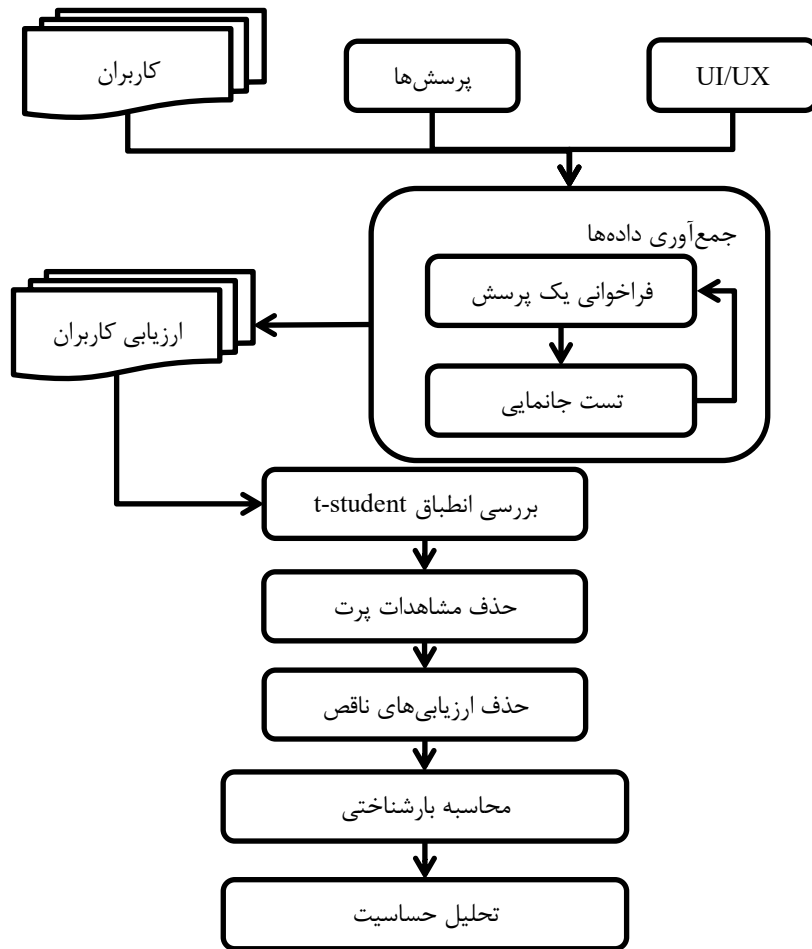 کاربران
پرسش‌ها
UI/UX
جمع‌آوری داده‌ها
فراخوانی یک پرسش
تست جانمایی
ارزیابی کاربران
بررسی انطباق t-student
حذف مشاهدات پرت
حذف ارزیابی‌های ناقص
محاسبه بارشناختی
تحلیل حساسیت